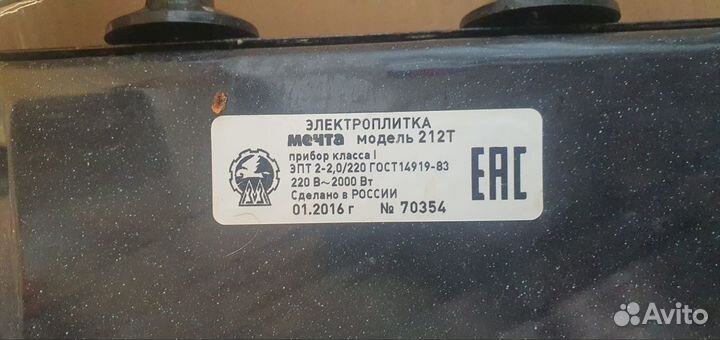 ЭЛЕКТРОПЛИТКА
мечта модель 212Т
прибор класса I
ЭПТ 2-2,0/220 ГОСТ14919-83
220 В~2000 Вт
Сделано в РОССИИ
01.2016 г № 70354
ЕАС
Avito